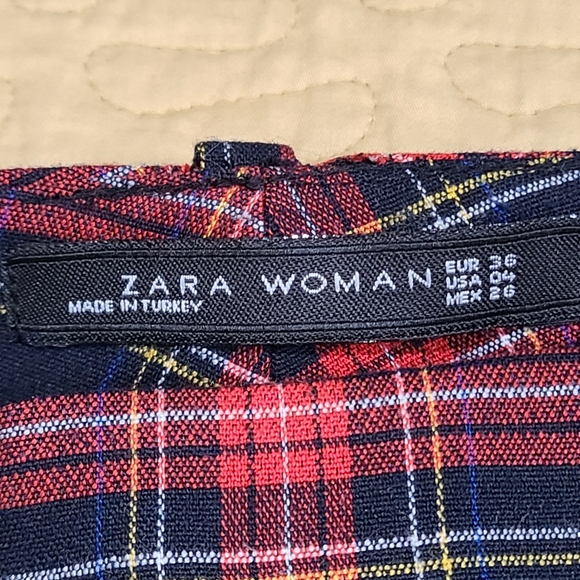 ZARA WOMAN
MADE IN TURKEY
EUR 36
USA 04
MEX 26